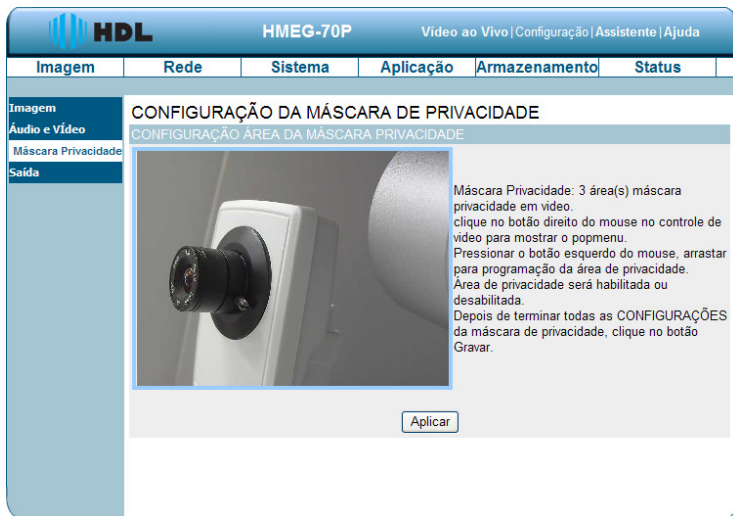 HDL
HMEG-70P
Vídeo ao Vivo|Configuração|Assistente|Ajuda
Imagem Rede Sistema Aplicação Armazenamento Status
Imagem
Áudio e Vídeo
Máscara Privacidade
Saída
CONFIGURAÇÃO DA MÁSCARA DE PRIVACIDADE
CONFIGURAÇÃO ÁREA DA MÁSCARA PRIVACIDADE
Máscara Privacidade: 3 área(s) máscara
privacidade em video.
clique no botão direito do mouse no controle de
video para mostrar o popmenu.
Pressionar o botão esquerdo do mouse, arrastar
para programação da área de privacidade.
Área de privacidade será habilitada ou
desabilitada.
Depois de terminar todas as CONFIGURAÇÕES
da máscara de privacidade, clique no botão
Gravar.
Aplicar